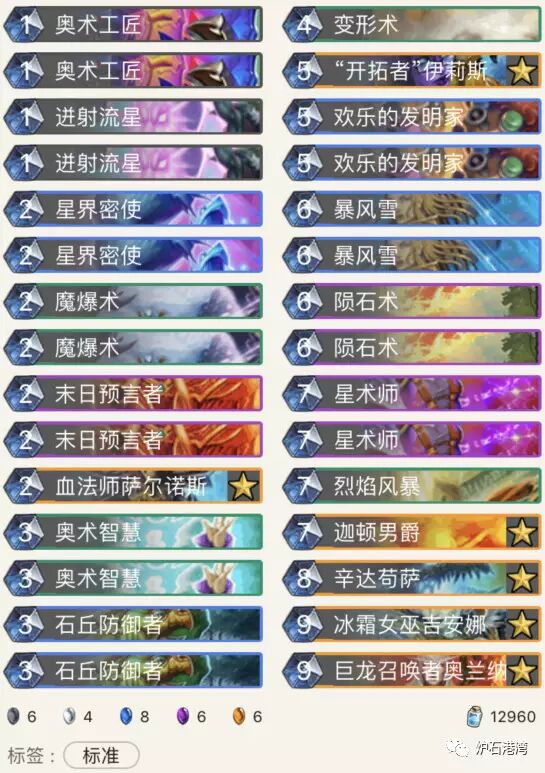 1 奥术工匠
1 奥术工匠
1 迸射流星
1 迸射流星
2 星界密使
2 星界密使
2 魔爆术
2 魔爆术
2 末日预言者
2 末日预言者
2 血法师萨尔诺斯
3 奥术智慧
3 奥术智慧
3 石丘防御者
3 石丘防御者
4 变形术
5 “开拓者”伊莉斯
5 欢乐的发明家
5 欢乐的发明家
6 暴风雪
6 暴风雪
6 陨石术
6 陨石术
7 星术师
7 星术师
7 烈焰风暴
7 迦顿男爵
8 辛达苟萨
9 冰霜女巫吉安娜
9 巨龙召唤者奥兰纳
6 4 8 6 6
12960
标签: 标准
炉石港湾